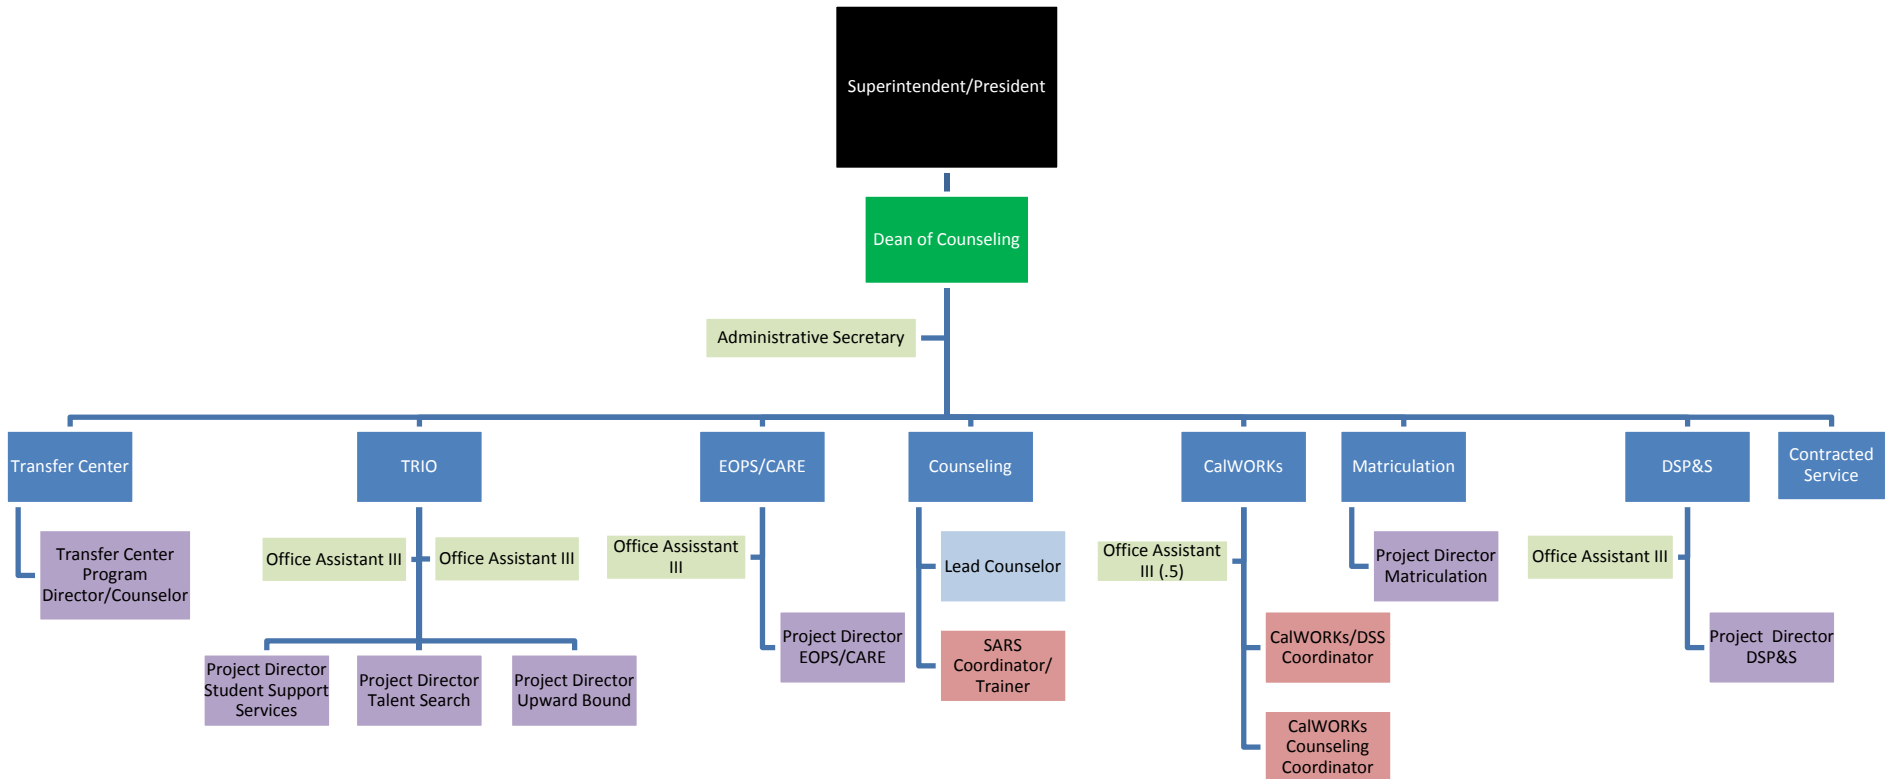 Superintendent/President
Dean of Counseling
Administrative Secretary
Transfer Center
TRIO
EOPS/CARE
Counseling
CalWORKs
Matriculation
DSP&S
Contracted
Service
Transfer Center
Program
Director/Counselor
Office Assistant III
Office Assistant III
Office Assisstant
III
Lead Counselor
Office Assistant
III (.5)
Project Director
Matriculation
Office Assistant III
Project Director
Student Support
Services
Project Director
Talent Search
Project Director
Upward Bound
Project Director
EOPS/CARE
SARS
Coordinator/
Trainer
CalWORKs/DSS
Coordinator
Project  Director
DSP&S
CalWORKs
Counseling
Coordinator